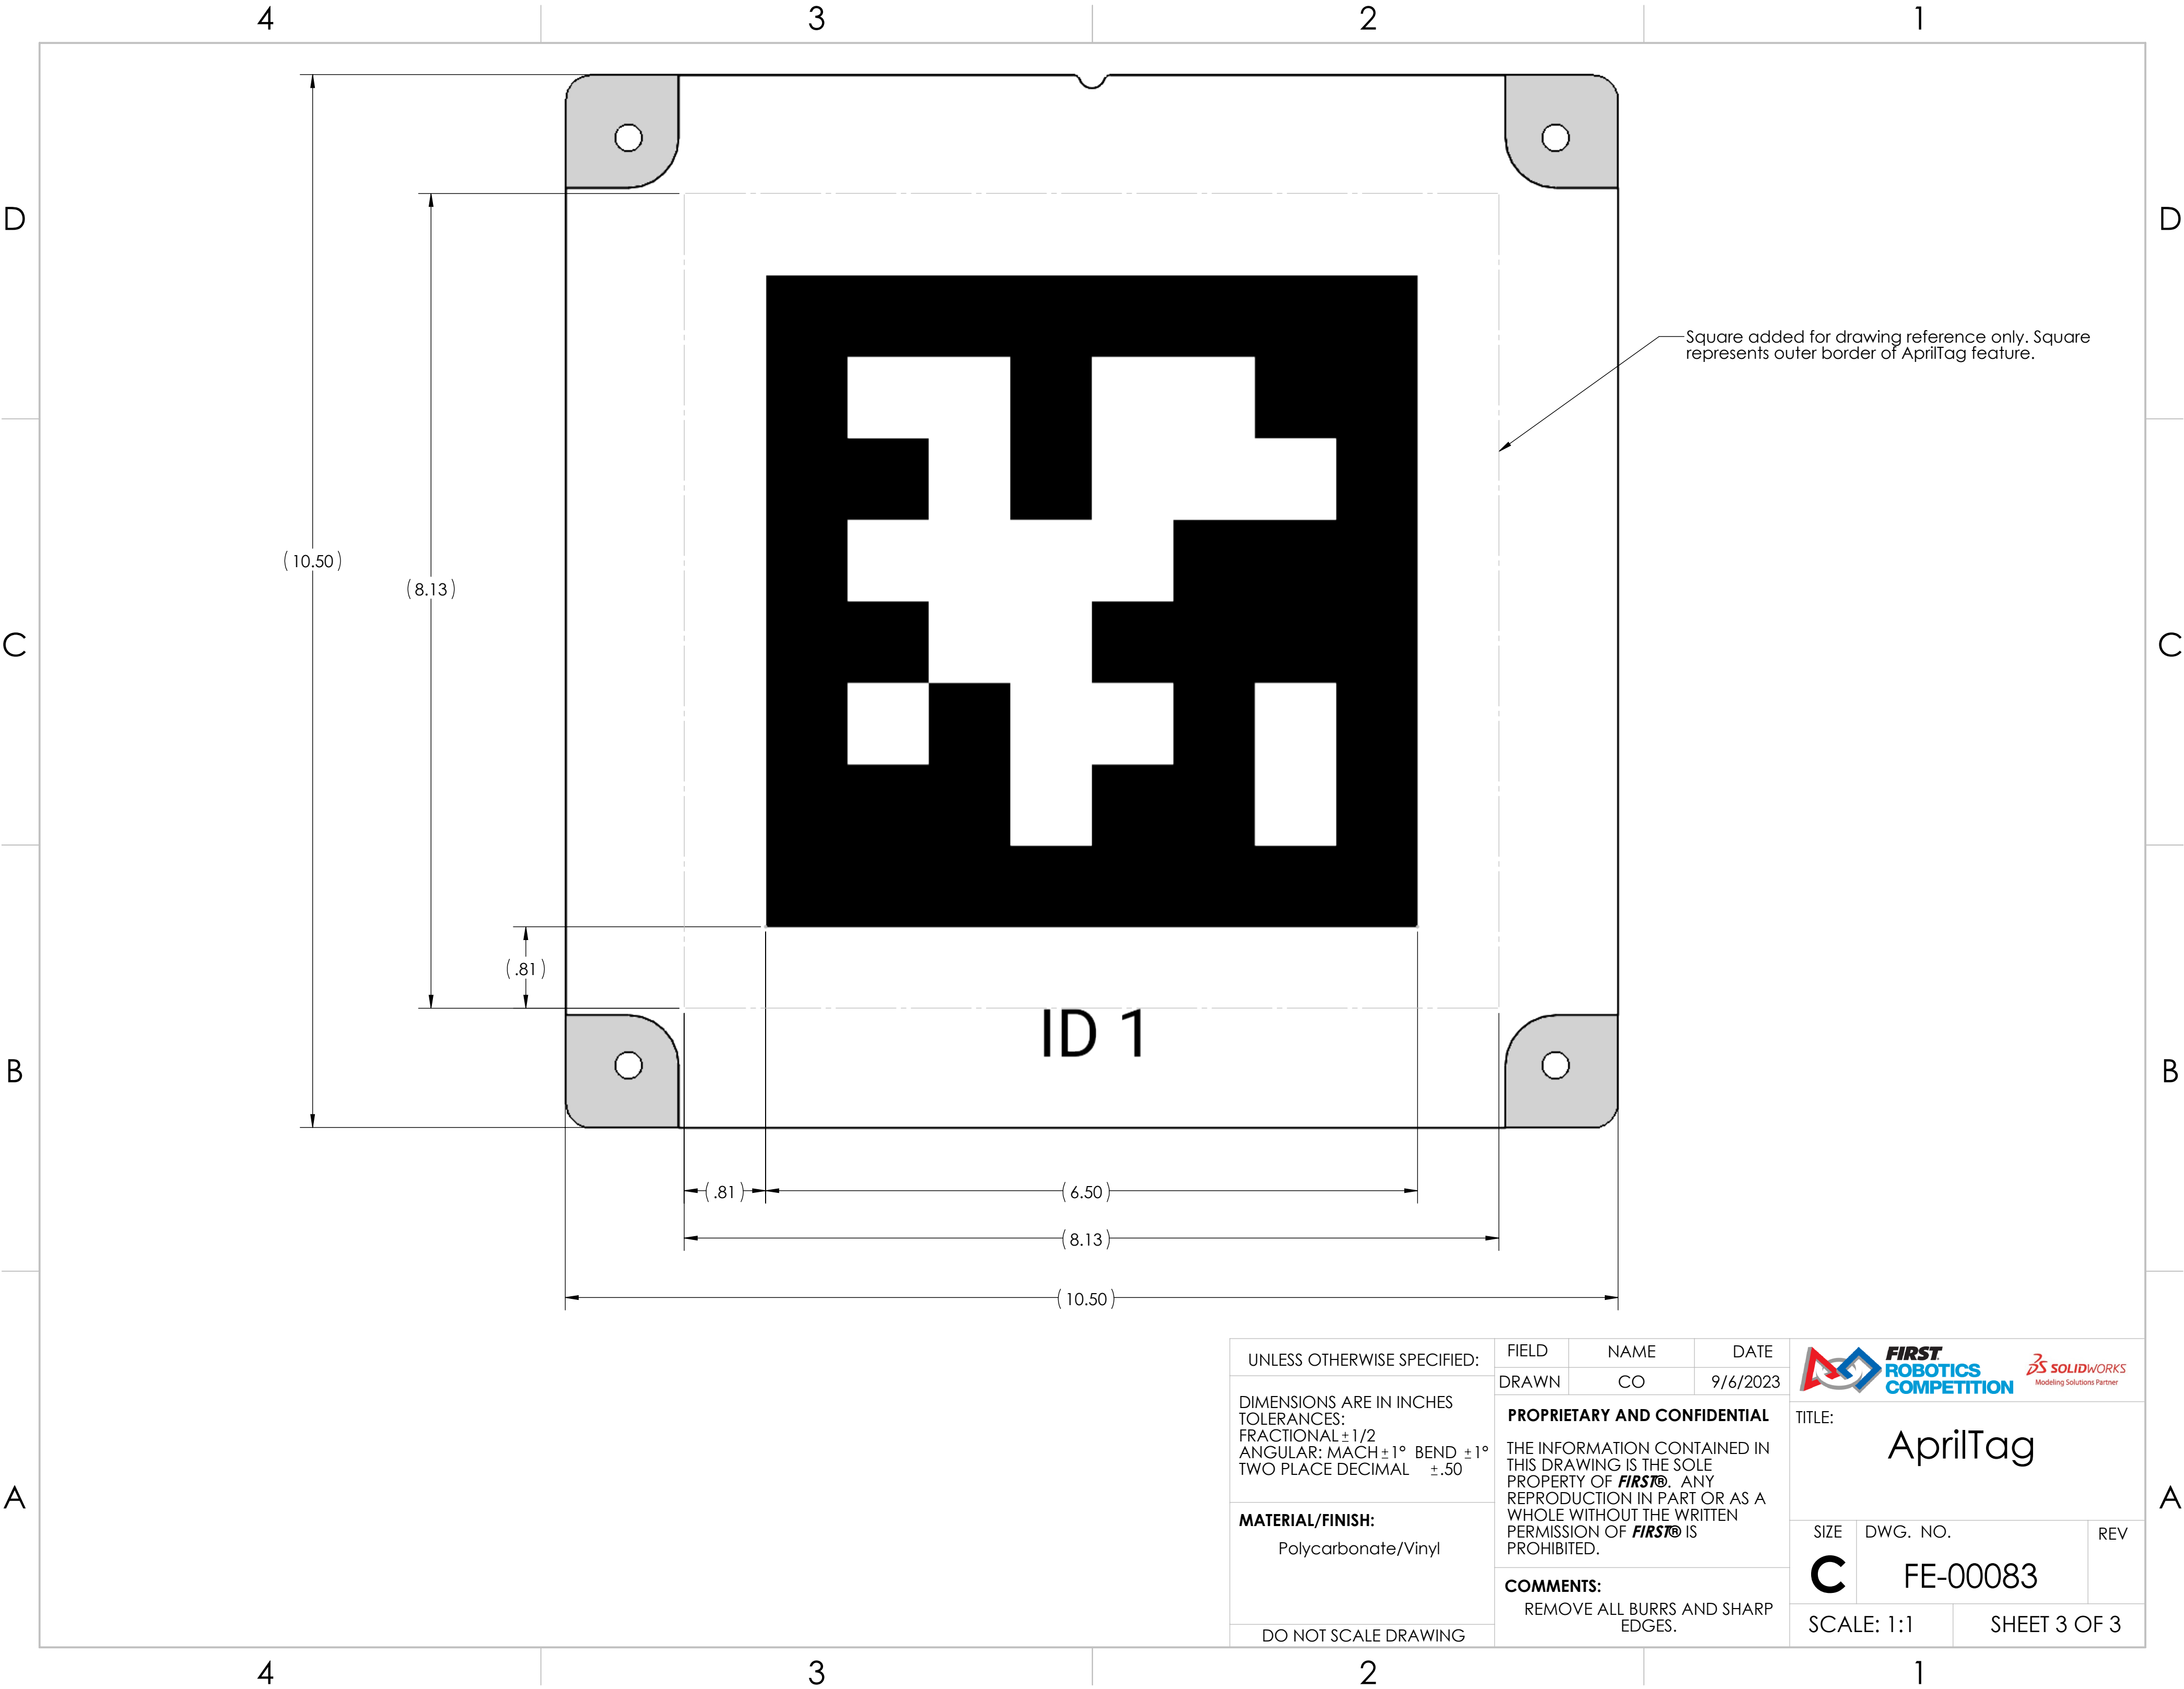 4 3 2 1
D D
Square added for drawing reference only. Square
represents outer border of AprilTag feature.
(10.50)
(8.13)
C C
(.81)
ID 1
B B
(.81) (6.50)
(8.13)
(10.50)
UNLESS OTHERWISE SPECIFIED:
DIMENSIONS ARE IN INCHES
TOLERANCES:
FRACTIONAL ±1/2
ANGULAR: MACH ±1° BEND ±1°
TWO PLACE DECIMAL ±.50
MATERIAL/FINISH:
Polycarbonate/Vinyl
DO NOT SCALE DRAWING
FIELD NAME DATE
DRAWN CO 9/6/2023
PROPRIETARY AND CONFIDENTIAL
THE INFORMATION CONTAINED IN
THIS DRAWING IS THE SOLE
PROPERTY OF FIRST®. ANY
REPRODUCTION IN PART OR AS A
WHOLE WITHOUT THE WRITTEN
PERMISSION OF FIRST® IS
PROHIBITED.
COMMENTS:
REMOVE ALL BURRS AND SHARP
EDGES.
FIRST
ROBOTICS
COMPETITION
SOLIDWORKS
Modeling Solutions Partner
TITLE:
AprilTag
SIZE DWG. NO. REV
C FE-00083
SCALE: 1:1 SHEET 3 OF 3
A A
4 3 2 1